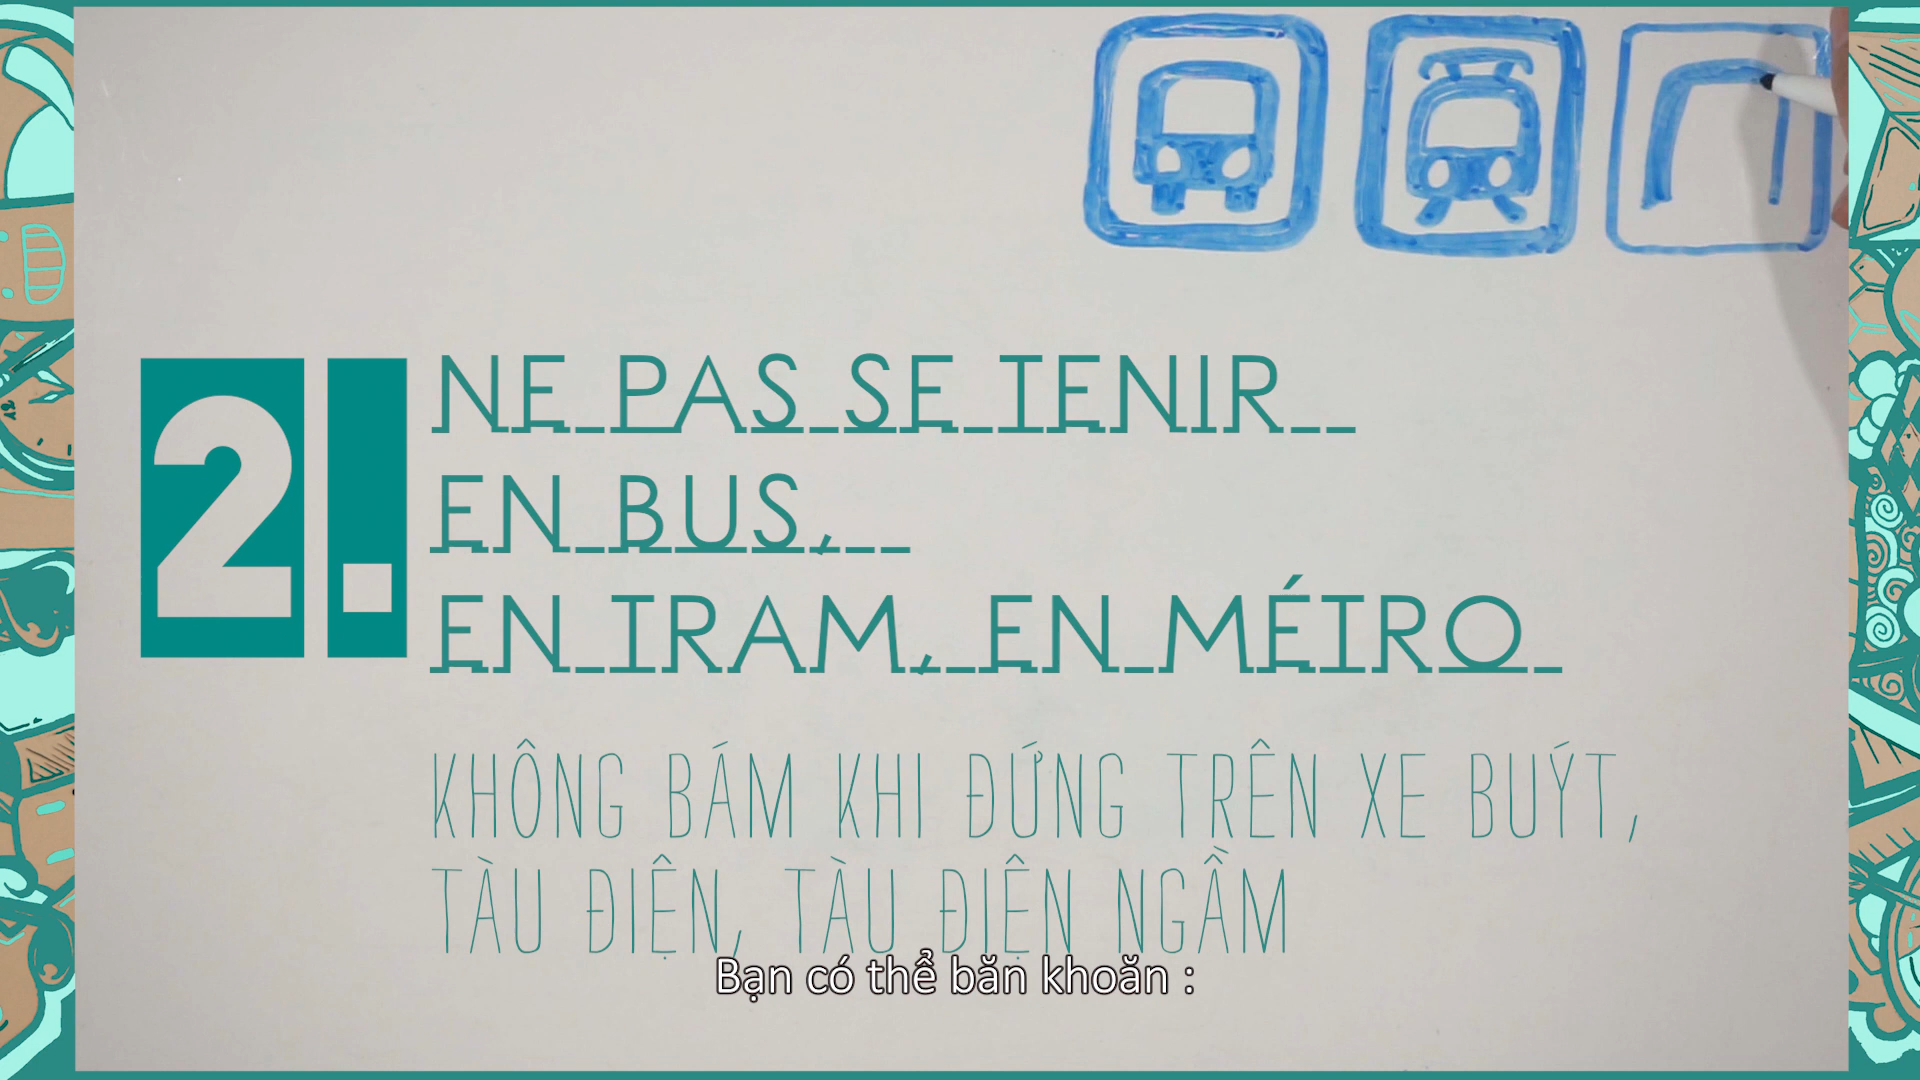 2.
NE PAS SE TENIR
EN BUS,
EN TRAM, EN MÉTRO
KHÔNG BÁM KHI ĐỨNG TRÊN XE BUÝT,
TÀU ĐIỆN, TÀU ĐIỆN NGẦM
Bạn có thể băn khoăn :